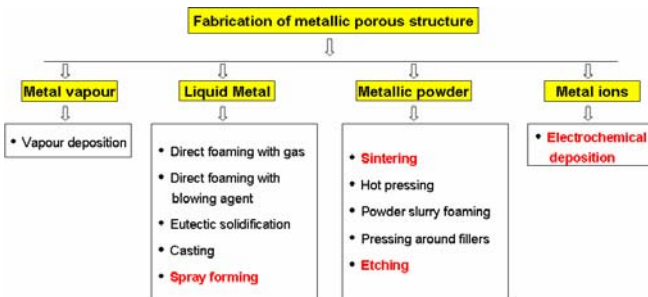 Fabrication of metallic porous structure
Metal vapour
• Vapour deposition
Liquid Metal
• Direct foaming with gas
• Direct foaming with
blowing agent
• Eutectic solidification
• Casting
• Spray forming
Metallic powder
• Sintering
• Hot pressing
• Powder slurry foaming
• Pressing around fillers
• Etching
Metal ions
• Electrochemical
deposition